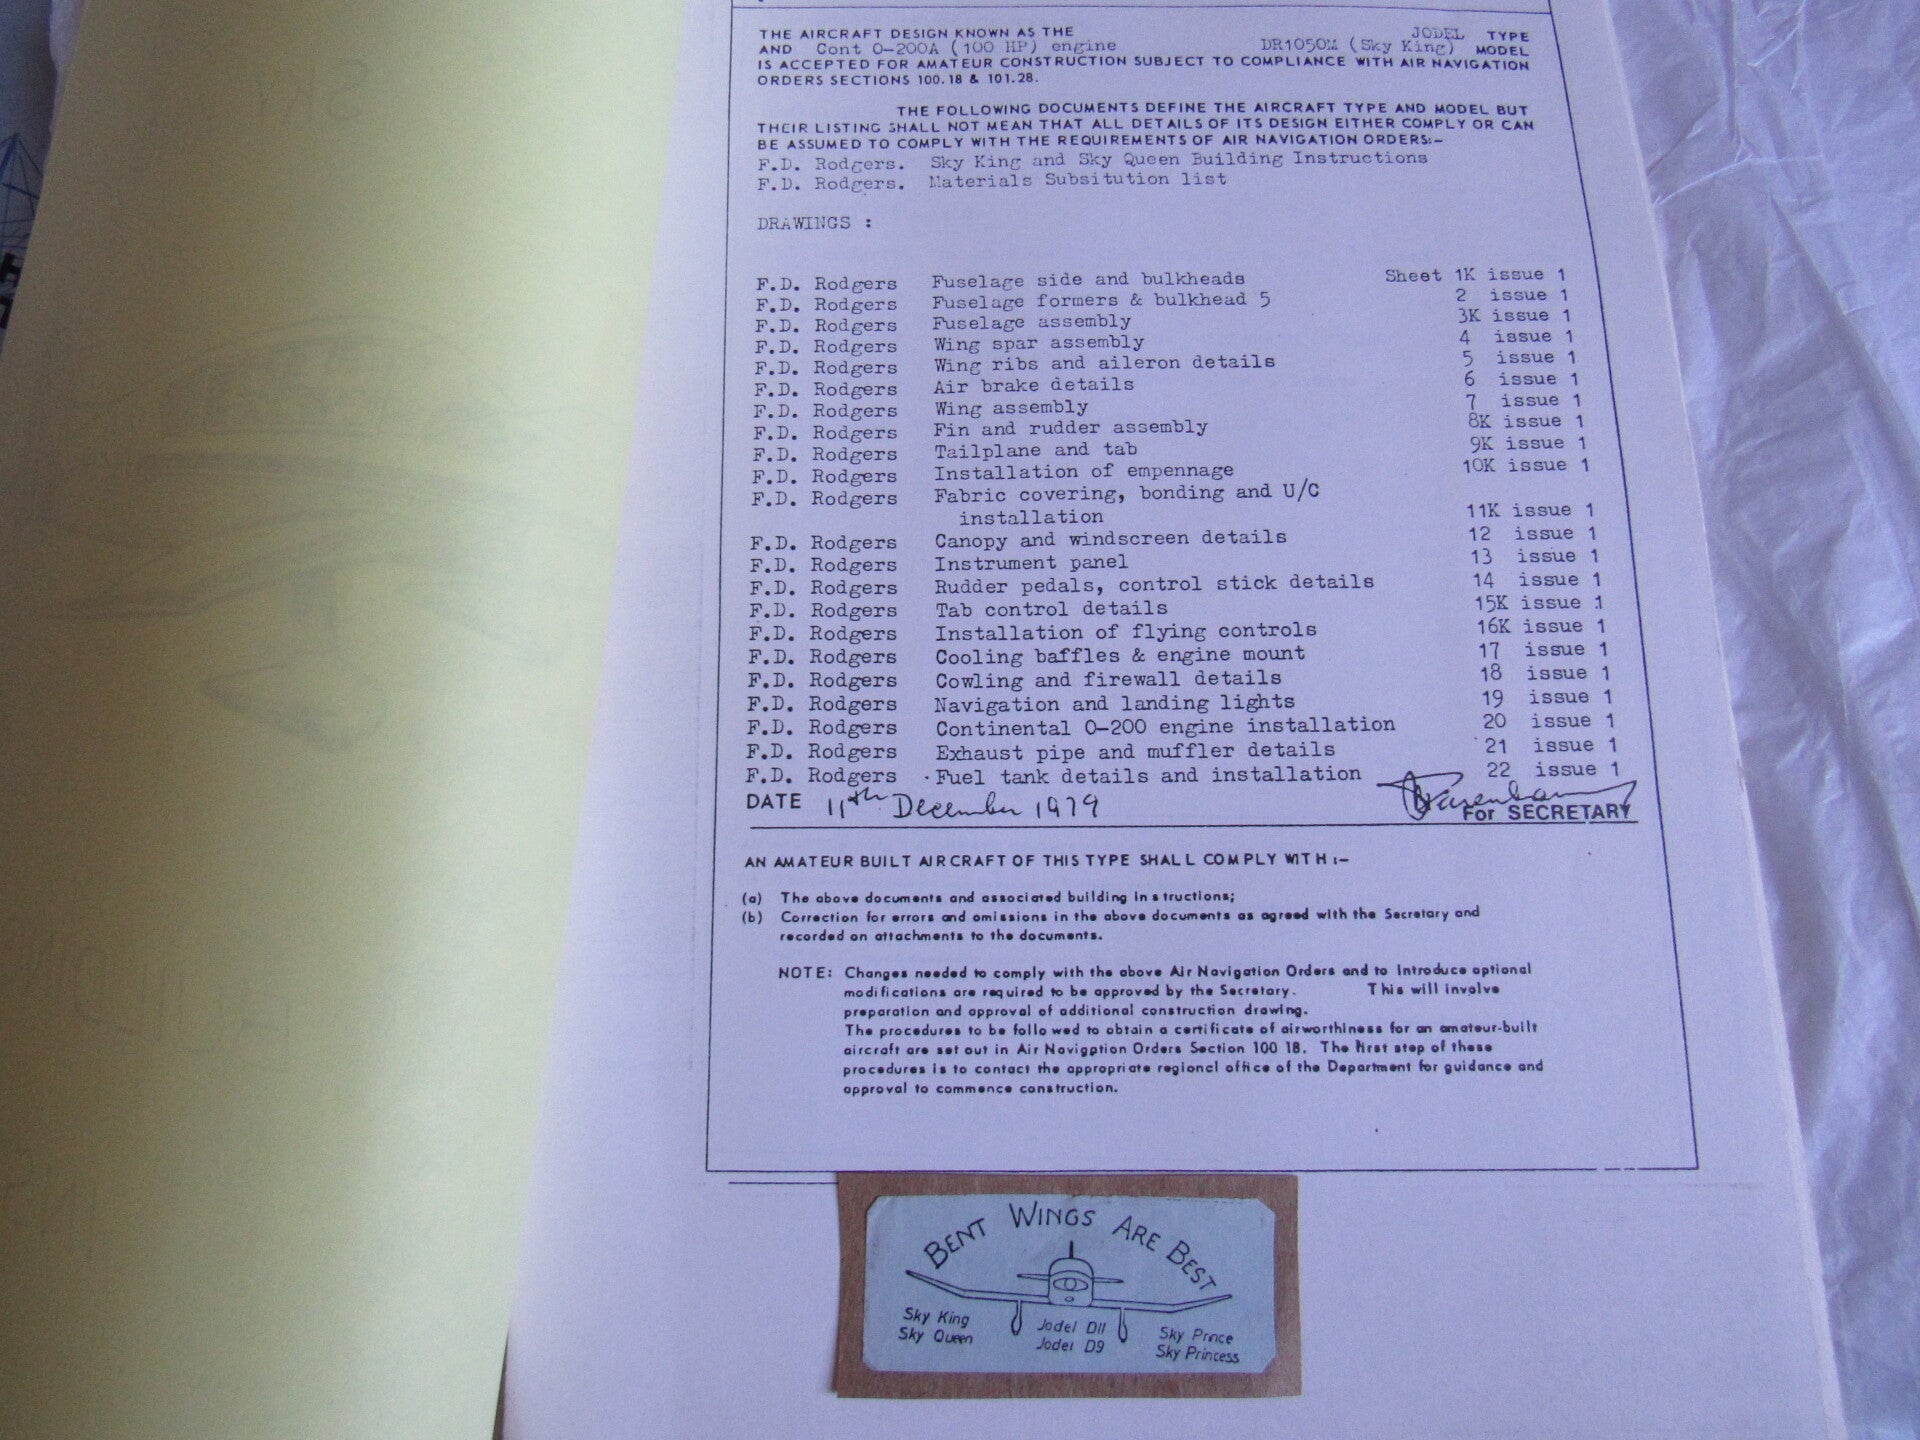 THE AIRCRAFT DESIGN KNOWN AS THE JODEL TYPE
AND Cont O-200A (100 HP) engine DR1050M (Sky King) MODEL
IS ACCEPTED FOR AMATEUR CONSTRUCTION SUBJECT TO COMPLIANCE WITH AIR NAVIGATION
ORDERS SECTIONS 100.18 & 101.28.
THE FOLLOWING DOCUMENTS DEFINE THE AIRCRAFT TYPE AND MODEL BUT
THEIR LISTING SHALL NOT MEAN THAT ALL DETAILS OF ITS DESIGN EITHER COMPLY OR CAN
BE ASSUMED TO COMPLY WITH THE REQUIREMENTS OF AIR NAVIGATION ORDERS:-
F.D. Rodgers. Sky King and Sky Queen Building Instructions
F.D. Rodgers. Materials Subsitution list
DRAWINGS :
F.D. Rodgers Fuselage side and bulkheads Sheet 1K issue 1
F.D. Rodgers Fuselage formers & bulkhead 5 2 issue 1
F.D. Rodgers Fuselage assembly 3K issue 1
F.D. Rodgers Wing spar assembly 4 issue 1
F.D. Rodgers Wing ribs and aileron details 5 issue 1
F.D. Rodgers Air brake details 6 issue 1
F.D. Rodgers Wing assembly 7 issue 1
F.D. Rodgers Fin and rudder assembly 8K issue 1
F.D. Rodgers Tailplane and tab 9K issue 1
F.D. Rodgers Installation of empennage 10K issue 1
F.D. Rodgers Fabric covering, bonding and U/C
installation 11K issue 1
F.D. Rodgers Canopy and windscreen details 12 issue 1
F.D. Rodgers Instrument panel 13 issue 1
F.D. Rodgers Rudder pedals, control stick details 14 issue 1
F.D. Rodgers Tab control details 15K issue 1
F.D. Rodgers Installation of flying controls 16K issue 1
F.D. Rodgers Cooling baffles & engine mount 17 issue 1
F.D. Rodgers Cowling and firewall details 18 issue 1
F.D. Rodgers Navigation and landing lights 19 issue 1
F.D. Rodgers Continental O-200 engine installation 20 issue 1
F.D. Rodgers Exhaust pipe and muffler details 21 issue 1
F.D. Rodgers Fuel tank details and installation 22 issue 1
DATE 11th December 1979
For SECRETARY
AN AMATEUR BUILT AIRCRAFT OF THIS TYPE SHALL COMPLY WITH :-
(a) The above documents and associated building instructions;
(b) Correction for errors and omissions in the above documents as agreed with the Secretary and
recorded on attachments to the documents.
NOTE: Changes needed to comply with the above Air Navigation Orders and to introduce optional
modifications are required to be approved by the Secretary. This will involve
preparation and approval of additional construction drawing.
The procedures to be followed to obtain a certificate of airworthiness for an amateur-built
aircraft are set out in Air Navigation Orders Section 100 18. The first step of these
procedures is to contact the appropriate regional office of the Department for guidance and
approval to commence construction.
BENT WINGS ARE BEST
Sky King
Sky Queen
Jodel D11
Jodel D9
Sky Prince
Sky Princess